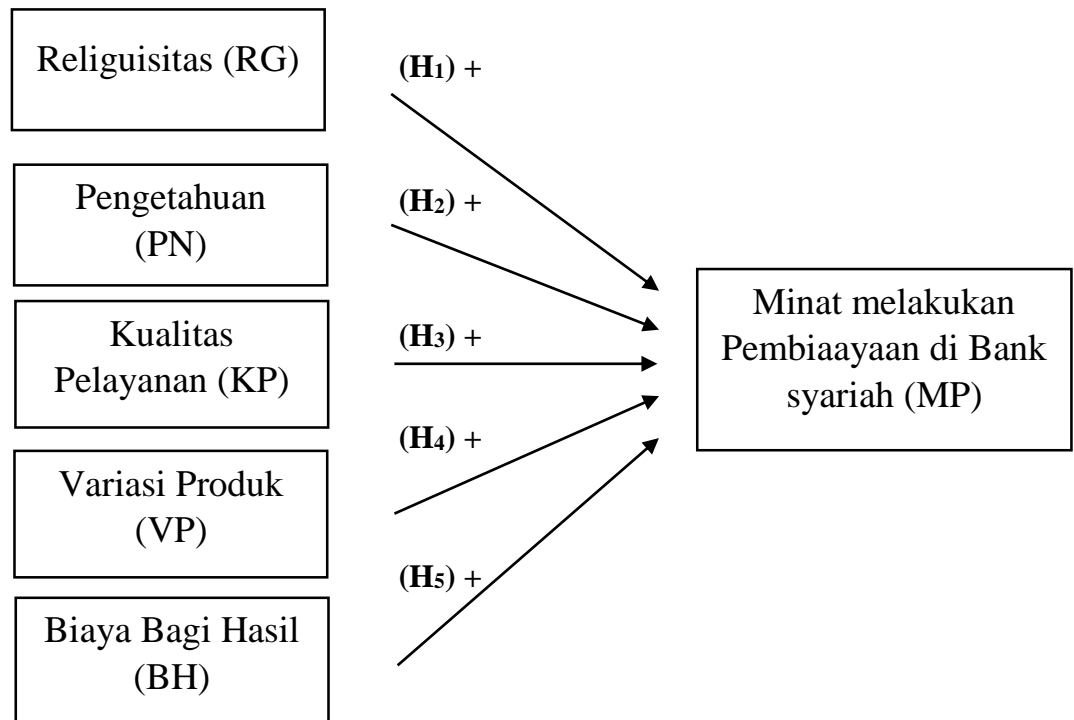 Religuisitas (RG)
(H1) +
Pengetahuan
(PN)
(H2) +
Kualitas
Pelayanan (KP)
(H3) +
Variasi Produk
(VP)
(H4) +
Biaya Bagi Hasil
(BH)
(H5) +
Minat melakukan
Pembiaayaan di Bank
syariah (MP)